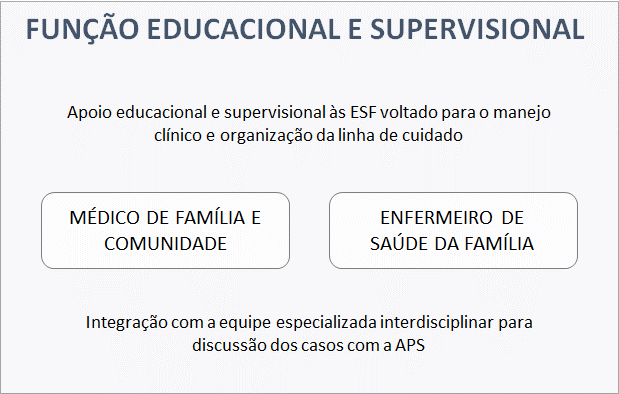 FUNÇÃO EDUCACIONAL E SUPERVISIONAL
Apoio educacional e supervisional às ESF voltado para o manejo
clínico e organização da linha de cuidado
MÉDICO DE FAMÍLIA E
COMUNIDADE
ENFERMEIRO DE
SAÚDE DA FAMÍLIA
Integração com a equipe especializada interdisciplinar para
discussão dos casos com a APS